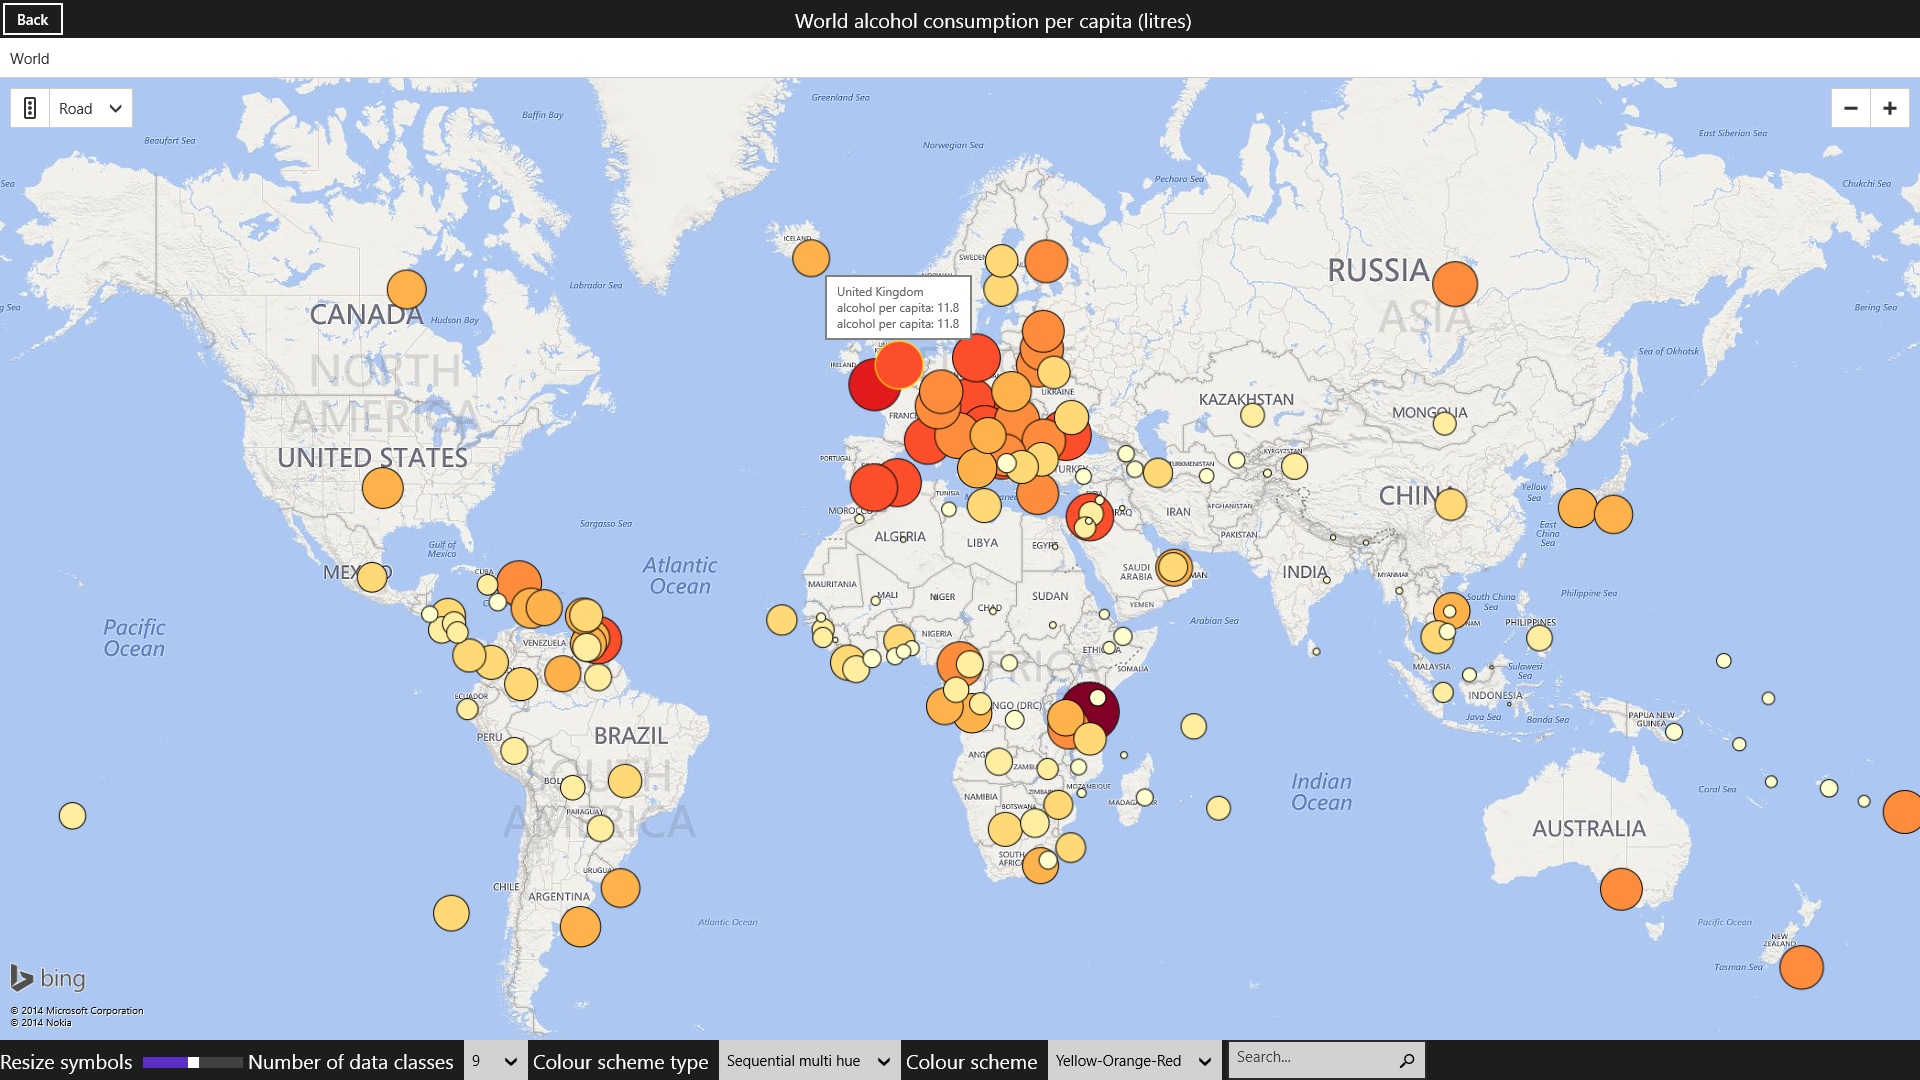 Back
World alcohol consumption per capita (litres)
World
Road
Greenland Sea
Baffin Bay
Beaufort Sea
East Siberian Sea
Norwegian Sea
Pechora Sea
Sea
Chukchi Sea
ICELAND
SWEDEN
RUSSIA
Labrador Sea
United Kingdom
alcohol per capita: 11.8
alcohol per capita: 11.8
Bering Sea
CANADA
Hudson Bay
ASIA
IRELAND
Sea of Okhotsk
NORTH
AMERICA
UKRAINE
KAZAKHSTAN
MONGOLIA
FRANCE
UNITED STATES
PORTUGAL
KYRGYZSTAN
TURKMENISTAN
TURKEY
CHINA
Yellow
Sea
TUNISIA
MOROCCO
IRAN
AFGHANISTAN
Sargasso Sea
East
China
Sea
PAKISTAN
ALGERIA
LIBYA
EGYPT
Gulf of
Mexico
MEXICO
CUBA
Atlantic
Ocean
SAUDI
ARABIA
INDIA
MYANMAR
MAURITANIA
MALI
NIGER
CHAD
SUDAN
YEMEN
Philippine Sea
South China
Sea
Arabian Sea
PHILIPPINES
Pacific
Ocean
VENEZUELA
NIGERIA
ETHIOPIA
SOMALIA
AFRICA
MALAYSIA
Sulawesi
Sea
ECUADOR
INDONESIA
CONGO (DRC)
Java Sea
Banda Sea
PAPUA NEW
GUINEA
PERU
BRAZIL
SOUTH
AMERICA
ZAMBIA
MOZAMBIQUE
NAMIBIA
BOTSWANA
MADAGASCAR
Indian
Ocean
Coral Sea
PARAGUAY
AUSTRALIA
SOUTH
AFRICA
URUGUAY
CHILE
ARGENTINA
Atlantic Ocean
Pacific Ocean
NEW
ZEALAND
Tasman Sea
bing
© 2014 Microsoft Corporation
© 2014 Nokia
Resize symbols
Number of data classes
9
Colour scheme type
Sequential multi hue
Colour scheme
Yellow-Orange-Red
Search...